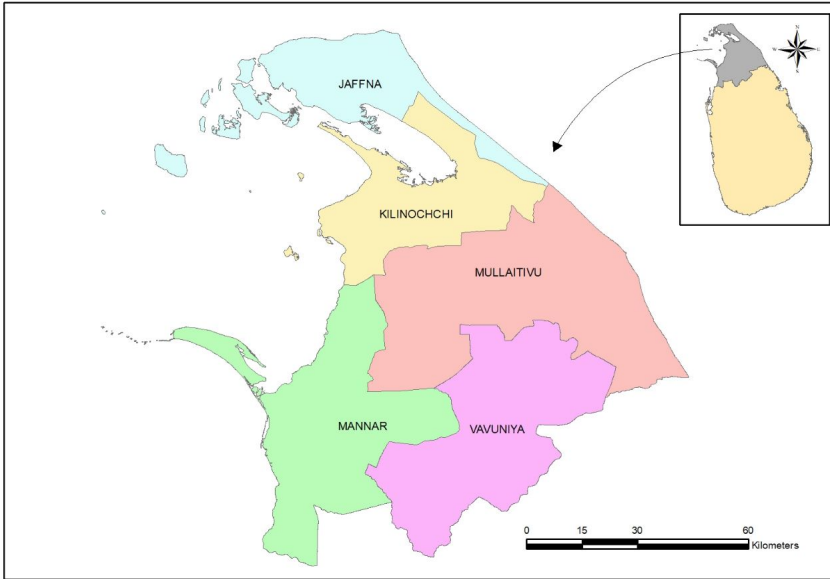 JAFFNA
N
W
E
S
KILINOCHCHI
MULLAITIVU
MANNAR
VAVUNIYA
0 15 30 60
Kilometers